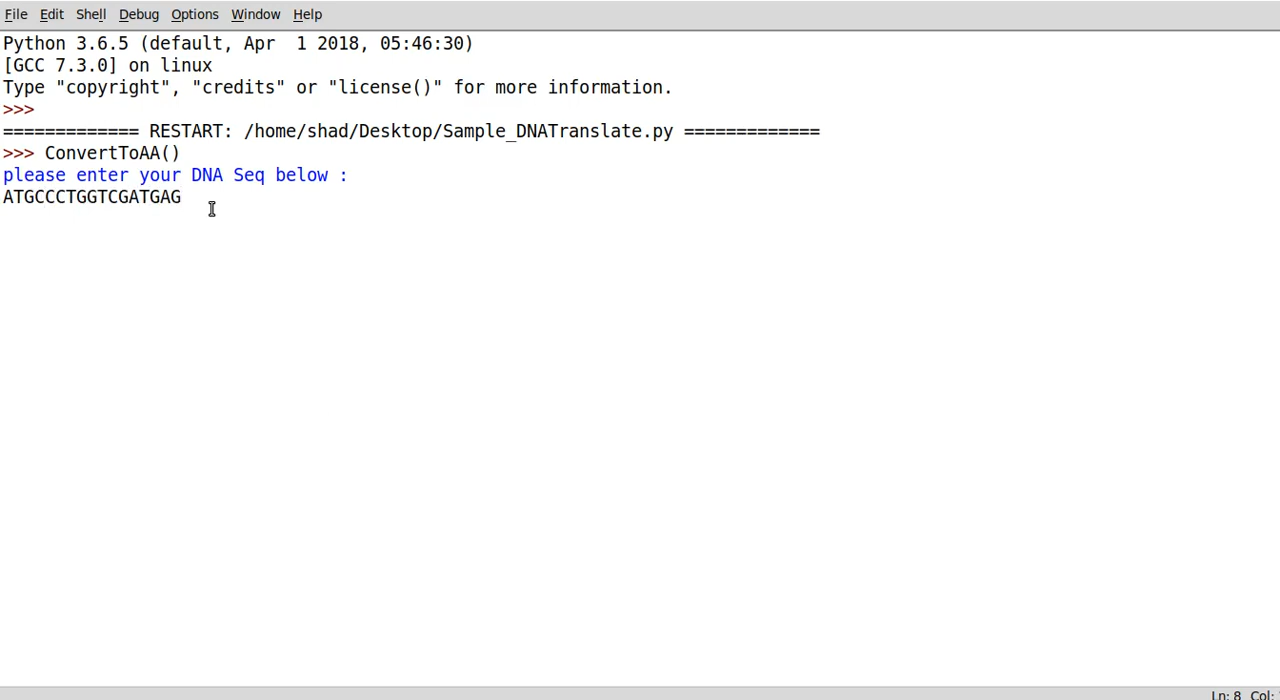 File Edit Shell Debug Options Window Help
Python 3.6.5 (default, Apr  1 2018, 05:46:30)
[GCC 7.3.0] on linux
Type "copyright", "credits" or "license()" for more information.
>>>
============= RESTART: /home/shad/Desktop/Sample_DNATranslate.py =============
>>> ConvertToAA()
please enter your DNA Seq below :
ATGCCCTGGTCGATGAG
Ln: 8 Col: